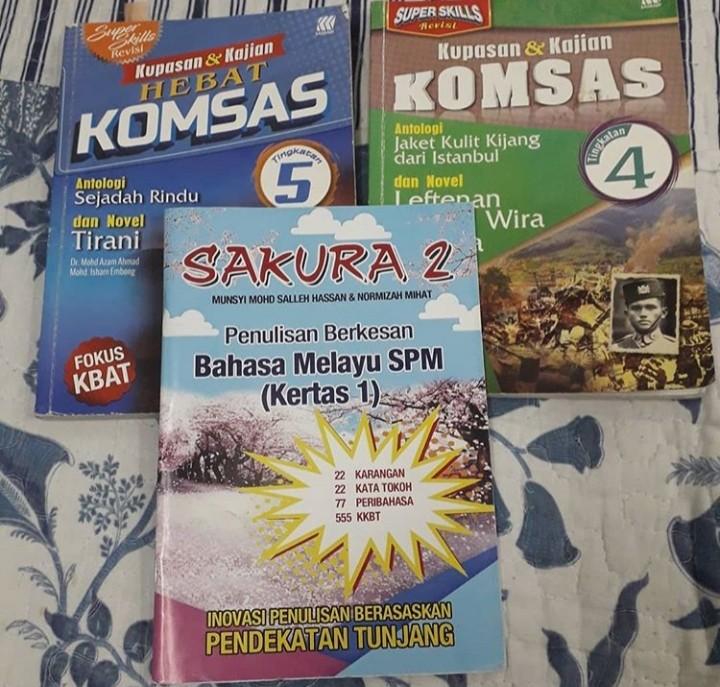 Super
Skills
Revisi
Kupasan & Kajian
HEBAT
KOMSAS
Tingkatan
5
Antologi
Sejadah Rindu
dan Novel
Tirani
Dr. Mohd Azam Ahmad
Mohd. Isham Embong
FOKUS
KBAT
SUPER SKILLS
Revisi
Kupasan & Kajian
KOMSAS
Antologi
Jaket Kulit Kijang
dari Istanbul
Tingkatan
4
dan Novel
Leftenan
Wira
SAKURA 2
MUNSYI MOHD SALLEH HASSAN & NORMIZAH MIHAT
Penulisan Berkesan
Bahasa Melayu SPM
(Kertas 1)
22 KARANGAN
22 KATA TOKOH
77 PERIBAHASA
555 KKBT
INOVASI PENULISAN BERASASKAN
PENDEKATAN TUNJANG